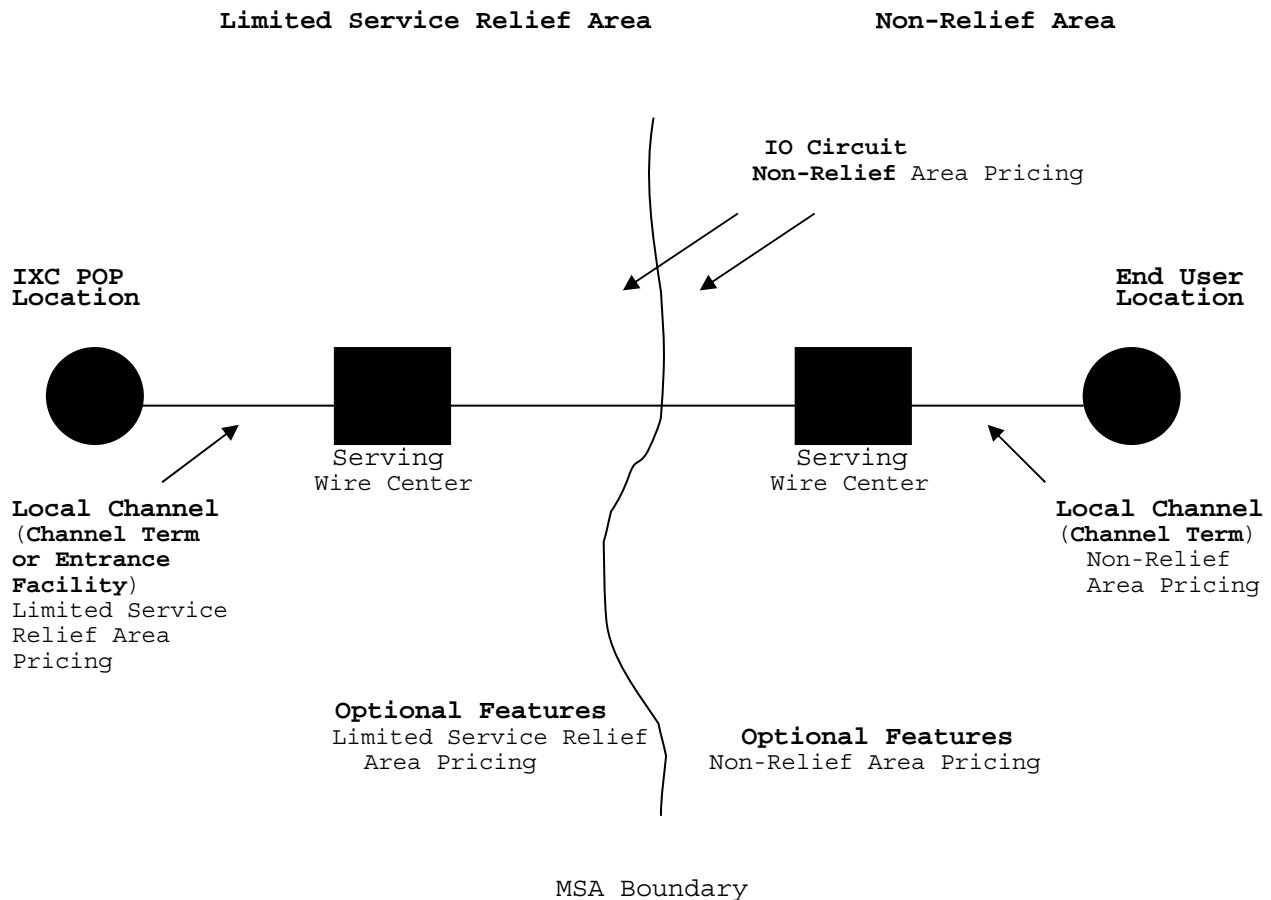 Limited Service Relief Area
Non-Relief Area
IO Circuit
Non-Relief Area Pricing
IXC POP
Location
End User
Location
Serving
Wire Center
Serving
Wire Center
Local Channel
(Channel Term
or Entrance
Facility)
Limited Service
Relief Area
Pricing
Local Channel
(Channel Term)
Non-Relief
Area Pricing
Optional Features
Limited Service Relief
Area Pricing
Optional Features
Non-Relief Area Pricing
MSA Boundary